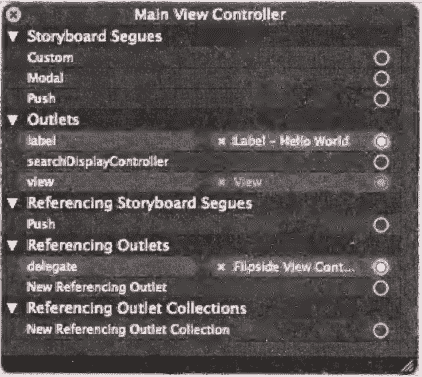 Main View Controller
Storyboard Segues
Custom
Modal
Push
Outlets
label × Label – Hello World
searchDisplayController
view × View
Referencing Storyboard Segues
Push
Referencing Outlets
delegate × Flipside View Cont...
New Referencing Outlet
Referencing Outlet Collections
New Referencing Outlet Collection